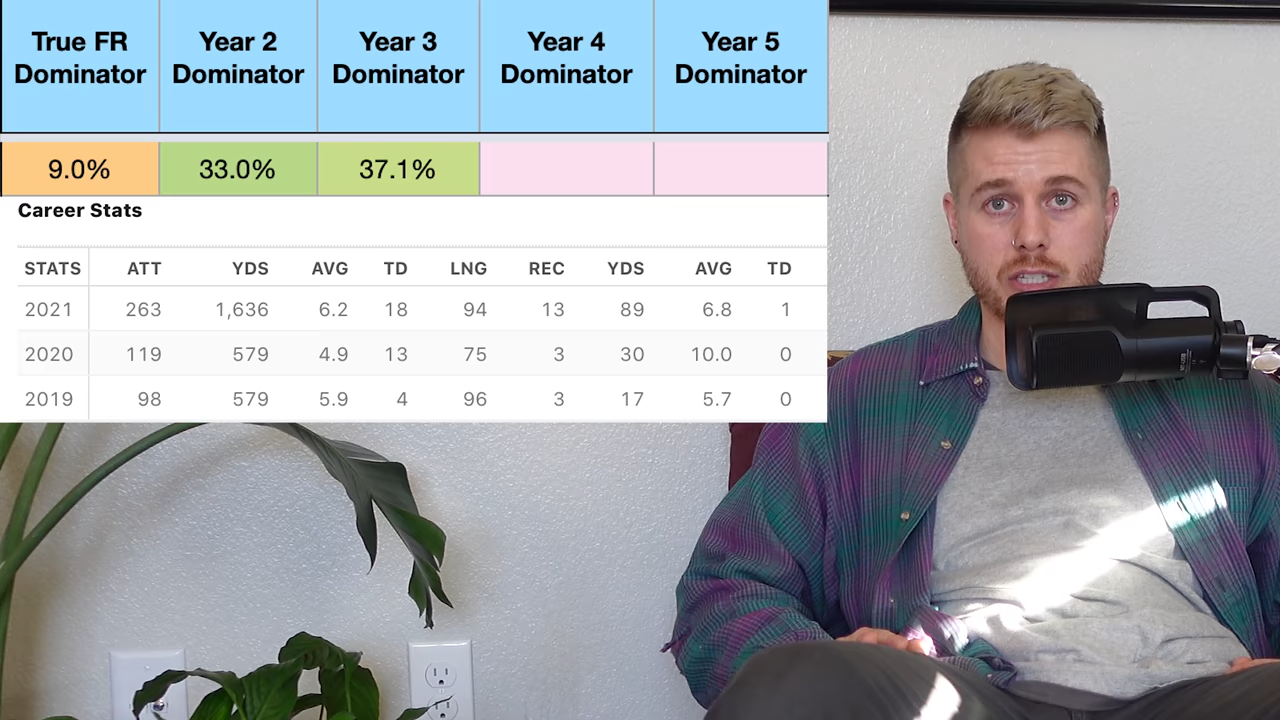 True FR Dominator Year 2 Dominator Year 3 Dominator Year 4 Dominator Year 5 Dominator
9.0% 33.0% 37.1%
Career Stats
STATS ATT YDS AVG TD LNG REC YDS AVG TD
2021 263 1,636 6.2 18 94 13 89 6.8 1
2020 119 579 4.9 13 75 3 30 10.0 0
2019 98 579 5.9 4 96 3 17 5.7 0